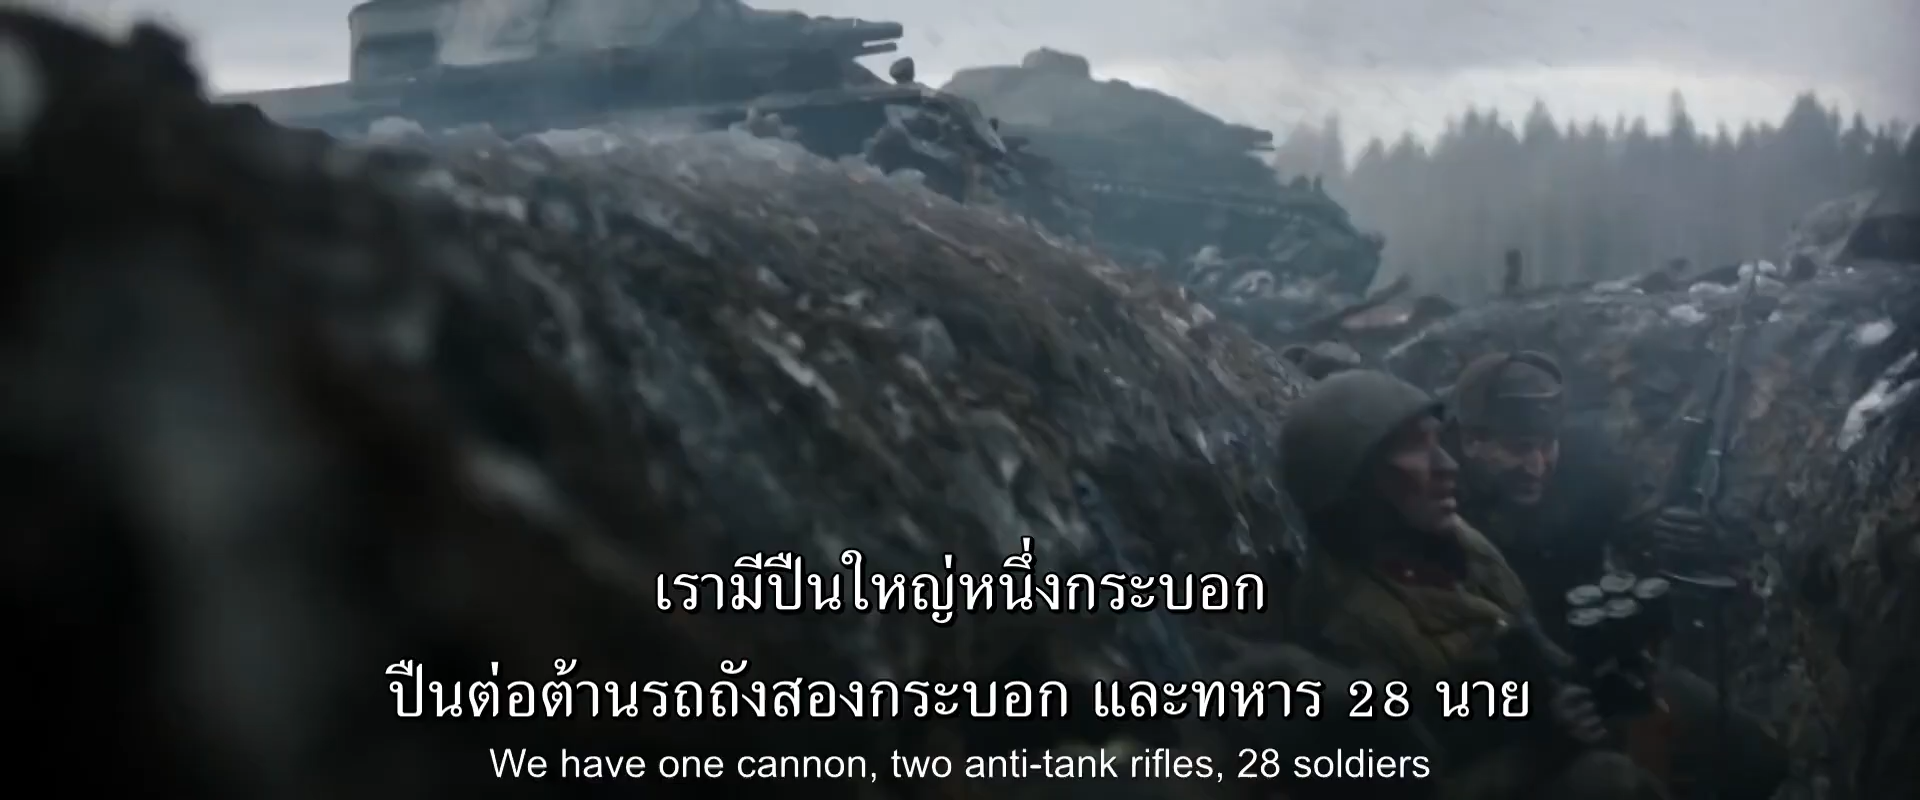 เรามีปืนใหญ่หนึ่งกระบอก
ปืนต่อต้านรถถังสองกระบอก และทหาร 28 นาย
We have one cannon, two anti-tank rifles, 28 soldiers